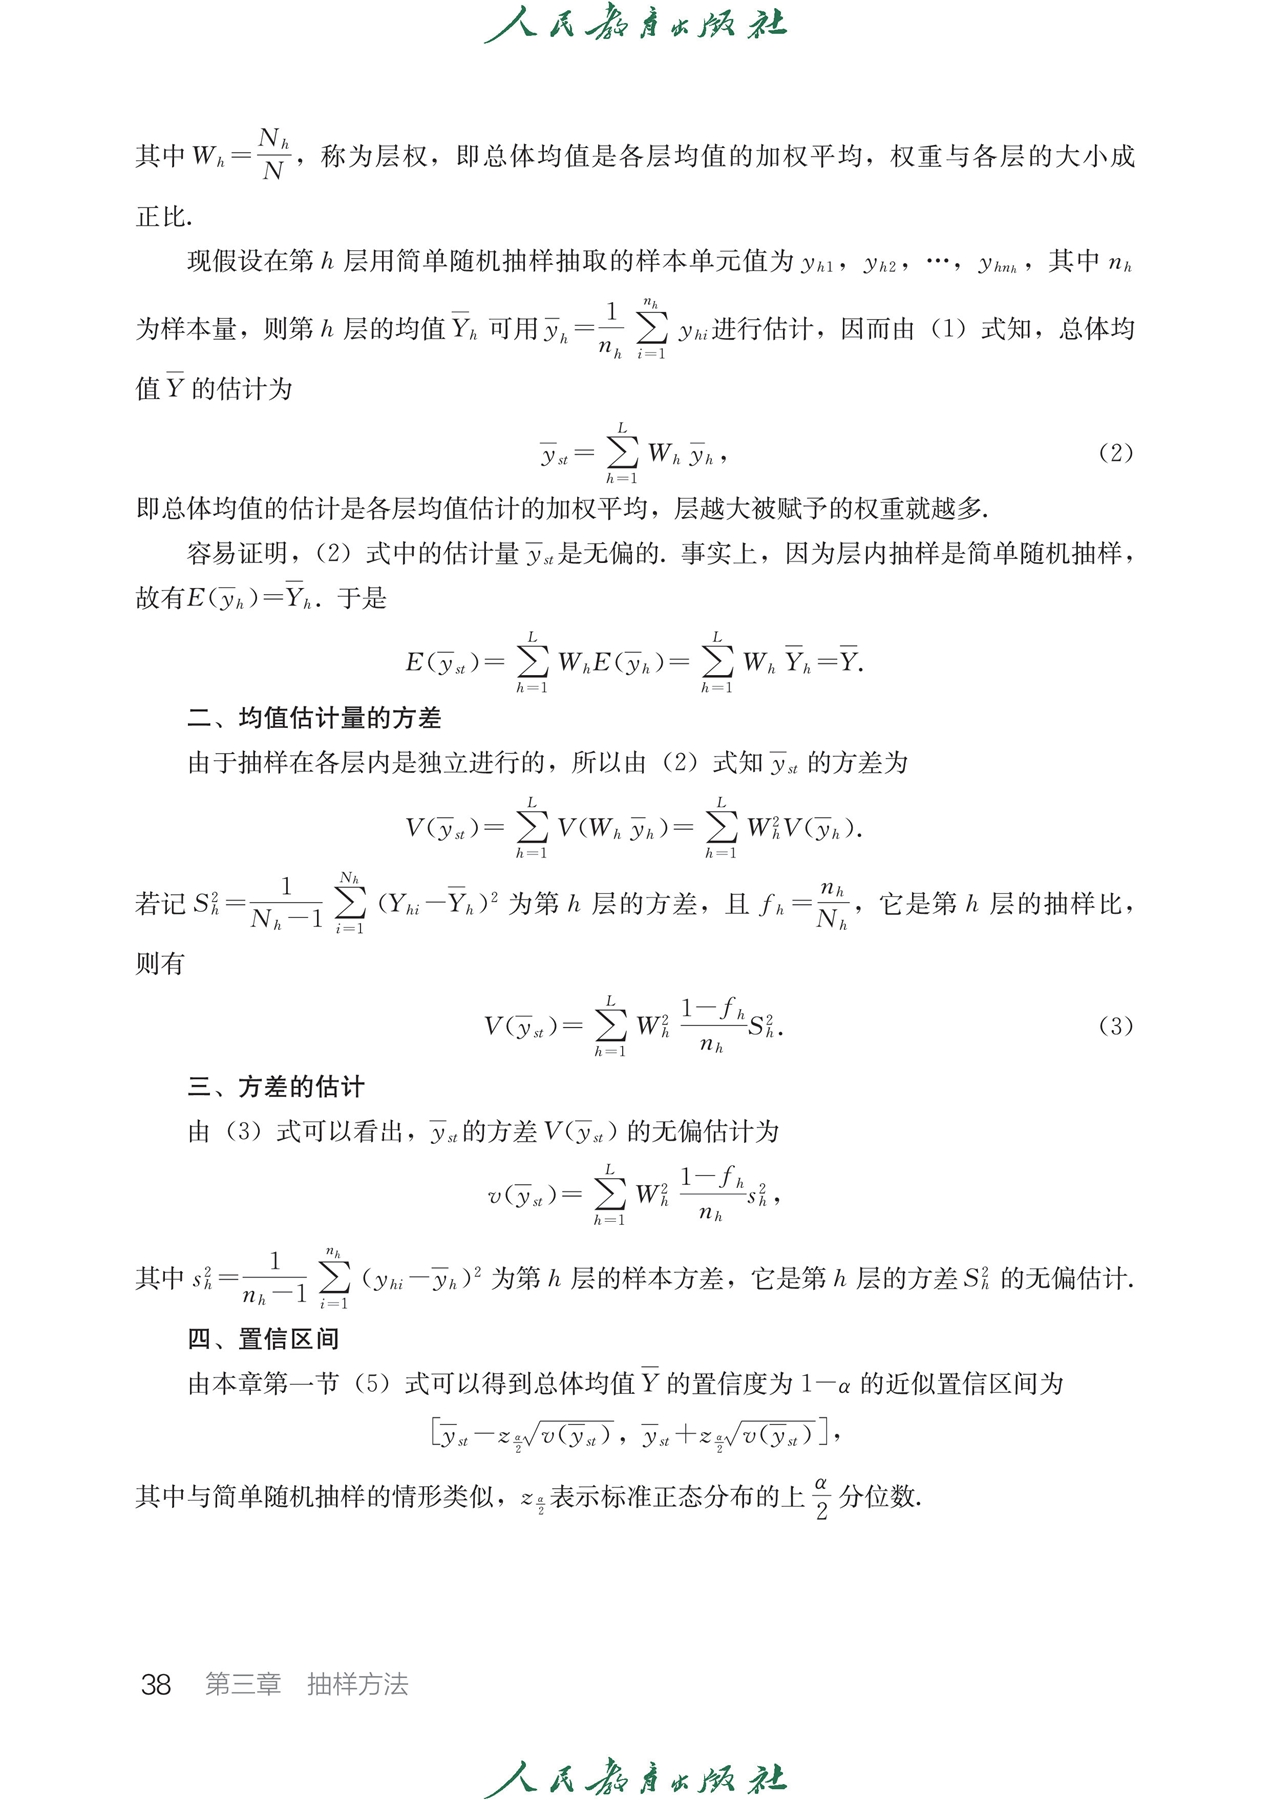 人民教育出版社
其中 $W_h=\frac{N_h}{N}$，称为层权，即总体均值是各层均值的加权平均，权重与各层的大小成
正比.
现假设在第 $h$ 层用简单随机抽样抽取的样本单元值为 $y_{h1}$，$y_{h2}$，…，$y_{hn_h}$，其中 $n_h$
为样本量，则第 $h$ 层的均值 $\overline{Y}_h$ 可用 $\overline{y}_h=\frac{1}{n_h}\sum_{i=1}^{n_h}y_{hi}$ 进行估计，因而由（1）式知，总体均
值 $\overline{Y}$ 的估计为
$\overline{y}_{st}=\sum_{h=1}^{L}W_h\overline{y}_h$， （2）
即总体均值的估计是各层均值估计的加权平均，层越大被赋予的权重就越多.
容易证明，（2）式中的估计量 $\overline{y}_{st}$ 是无偏的. 事实上，因为层内抽样是简单随机抽样，
故有 $E(\overline{y}_h)=\overline{Y}_h$. 于是
$E(\overline{y}_{st})=\sum_{h=1}^{L}W_hE(\overline{y}_h)=\sum_{h=1}^{L}W_h\overline{Y}_h=\overline{Y}$.
二、均值估计量的方差
由于抽样在各层内是独立进行的，所以由（2）式知 $\overline{y}_{st}$ 的方差为
$V(\overline{y}_{st})=\sum_{h=1}^{L}V(W_h\overline{y}_h)=\sum_{h=1}^{L}W_h^2V(\overline{y}_h)$.
若记 $S_h^2=\frac{1}{N_h-1}\sum_{i=1}^{N_h}(Y_{hi}-\overline{Y}_h)^2$ 为第 $h$ 层的方差，且 $f_h=\frac{n_h}{N_h}$，它是第 $h$ 层的抽样比，
则有
$V(\overline{y}_{st})=\sum_{h=1}^{L}W_h^2\frac{1-f_h}{n_h}S_h^2$. （3）
三、方差的估计
由（3）式可以看出，$\overline{y}_{st}$ 的方差 $V(\overline{y}_{st})$ 的无偏估计为
$v(\overline{y}_{st})=\sum_{h=1}^{L}W_h^2\frac{1-f_h}{n_h}s_h^2$，
其中 $s_h^2=\frac{1}{n_h-1}\sum_{i=1}^{n_h}(y_{hi}-\overline{y}_h)^2$ 为第 $h$ 层的样本方差，它是第 $h$ 层的方差 $S_h^2$ 的无偏估计.
四、置信区间
由本章第一节（5）式可以得到总体均值 $\overline{Y}$ 的置信度为 $1-\alpha$ 的近似置信区间为
$[\overline{y}_{st}-z_{\frac{\alpha}{2}}\sqrt{v(\overline{y}_{st})}，\overline{y}_{st}+z_{\frac{\alpha}{2}}\sqrt{v(\overline{y}_{st})}]$，
其中与简单随机抽样的情形类似，$z_{\frac{\alpha}{2}}$ 表示标准正态分布的上 $\frac{\alpha}{2}$ 分位数.
38 第三章 抽样方法
人民教育出版社